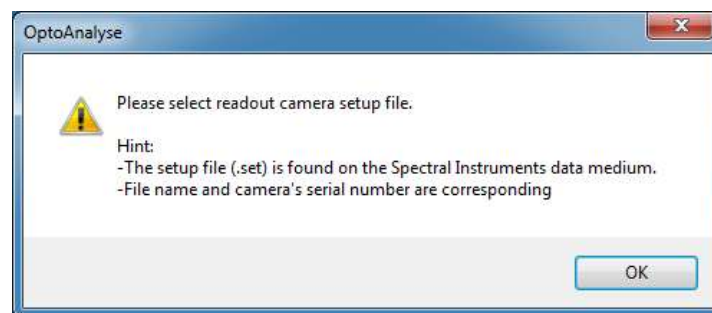 OptoAnalyse
Please select readout camera setup file.
Hint:
-The setup file (.set) is found on the Spectral Instruments data medium.
-File name and camera's serial number are corresponding
OK